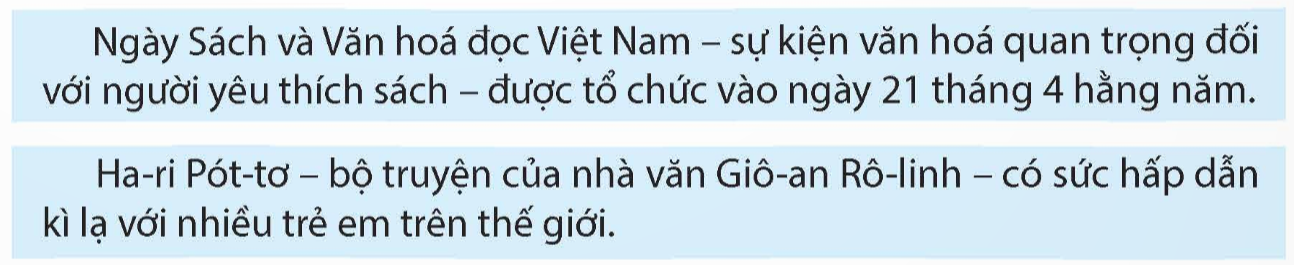 Ngày Sách và Văn hoá đọc Việt Nam – sự kiện văn hoá quan trọng đối
với người yêu thích sách – được tổ chức vào ngày 21 tháng 4 hằng năm.
Ha-ri Pót-tơ – bộ truyện của nhà văn Giô-an Rô-linh – có sức hấp dẫn
kì lạ với nhiều trẻ em trên thế giới.